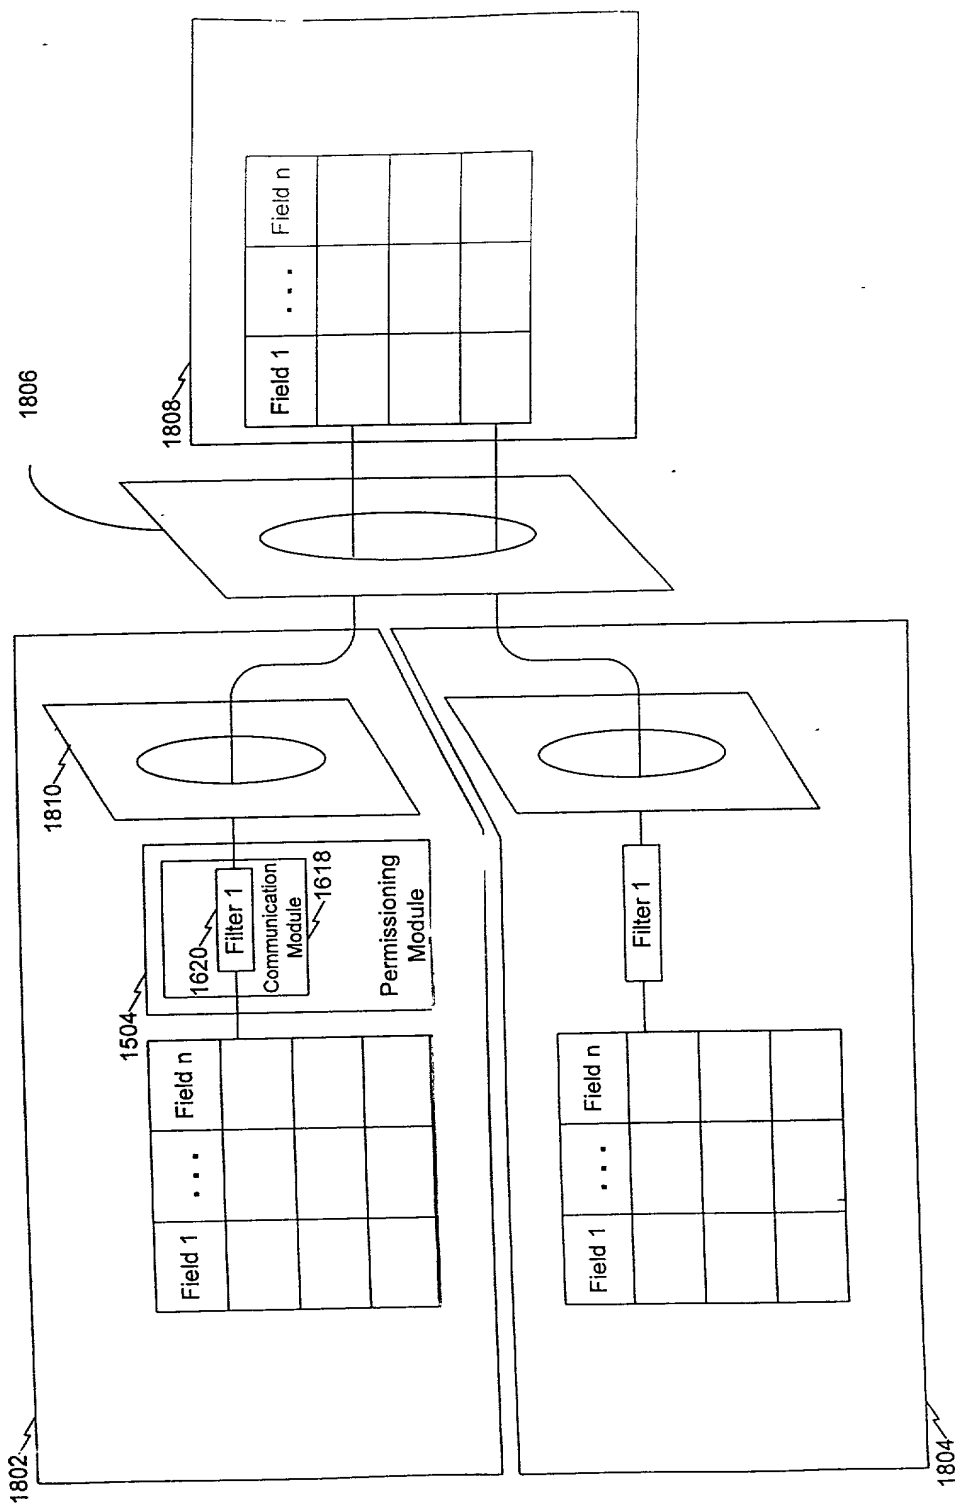 1806
1808
Field 1
. . .
Field n
1810
1802
1504
1620
Filter 1
Communication
Module
1618
Permissioning
Module
Field 1
. . .
Field n
Filter 1
Field 1
. . .
Field n
1804